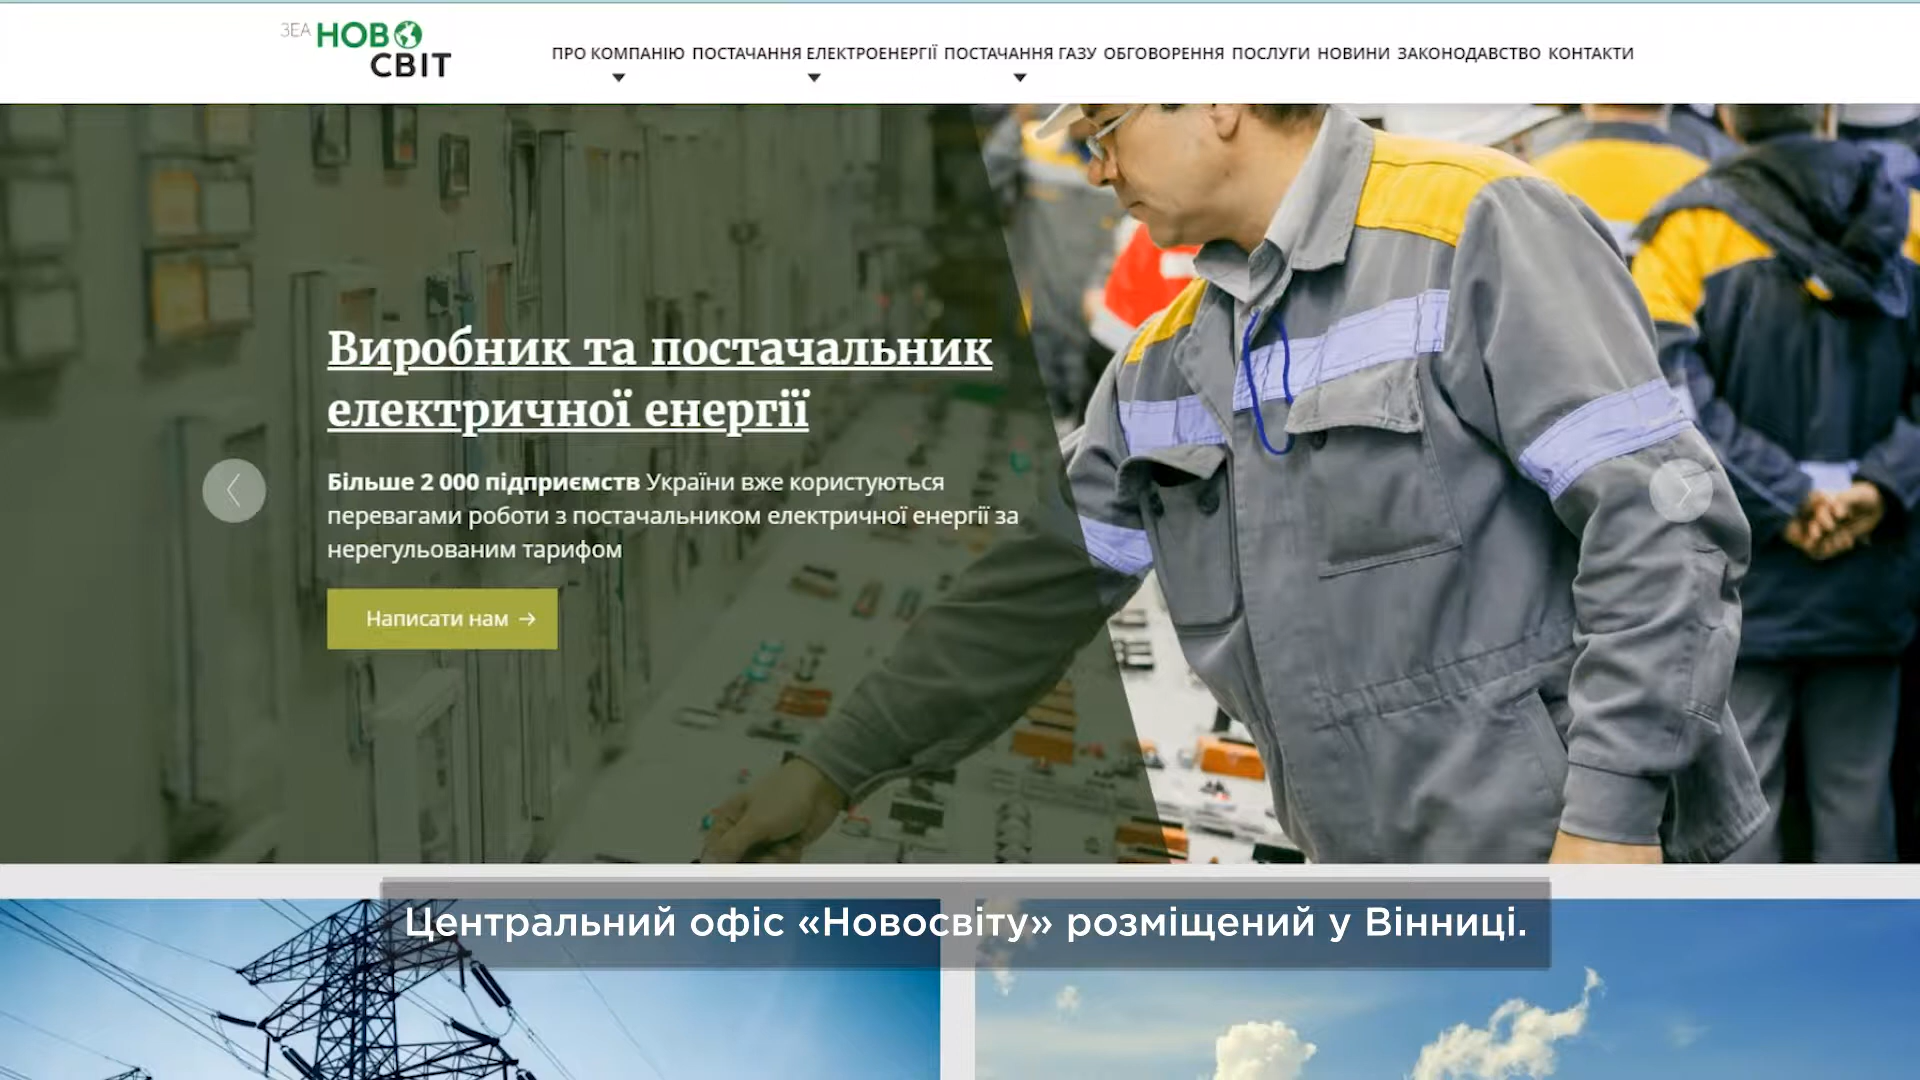 ЗЕА НОВО
СВІТ
ПРО КОМПАНІЮ ПОСТАЧАННЯ ЕЛЕКТРОЕНЕРГІЇ ПОСТАЧАННЯ ГАЗУ ОБГОВОРЕННЯ ПОСЛУГИ НОВИНИ ЗАКОНОДАВСТВО КОНТАКТИ
Виробник та постачальник
електричної енергії
Більше 2 000 підприємств України вже користуються
перевагами роботи з постачальником електричної енергії за
нерегульованим тарифом
Написати нам →
Центральний офіс «Новосвіту» розміщений у Вінниці.